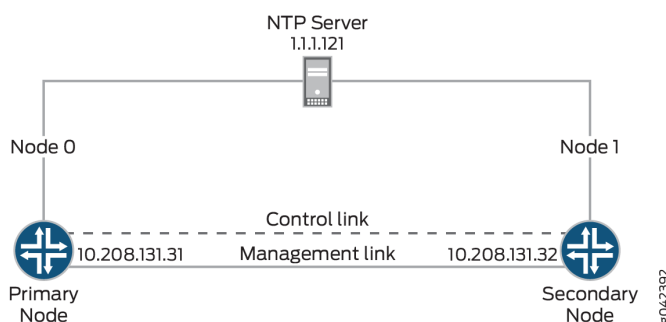 NTP Server
1.1.1.121
Node 0
Node 1
Control link
10.208.131.31
Management link
10.208.131.32
Primary
Node
Secondary
Node
g042392